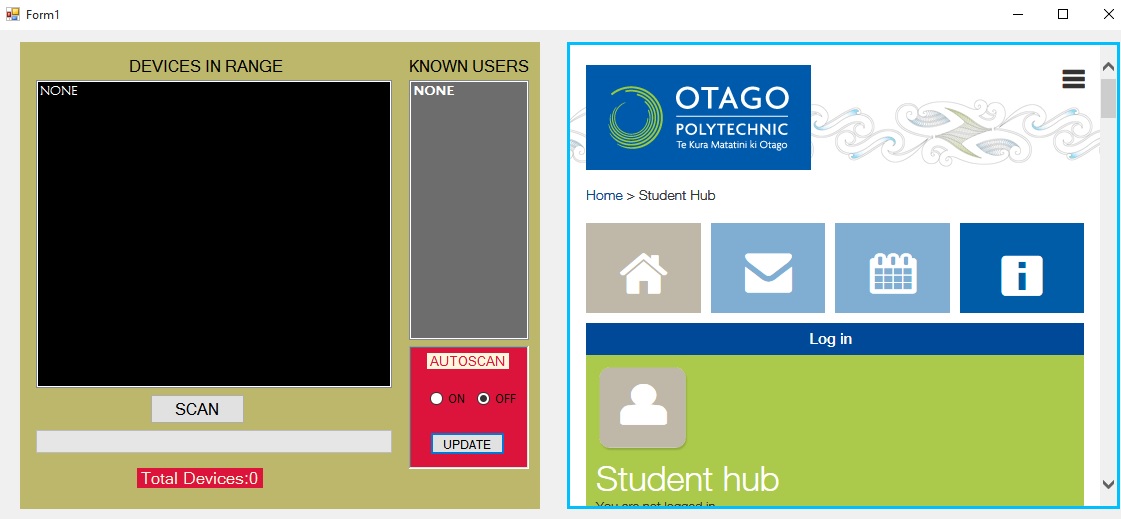 Form1
DEVICES IN RANGE
NONE
SCAN
Total Devices:0
KNOWN USERS
NONE
AUTOSCAN
ON OFF
UPDATE
OTAGO
POLYTECHNIC
Te Kura Matatini ki Otago
Home > Student Hub
Log in
Student hub
You are not logged in